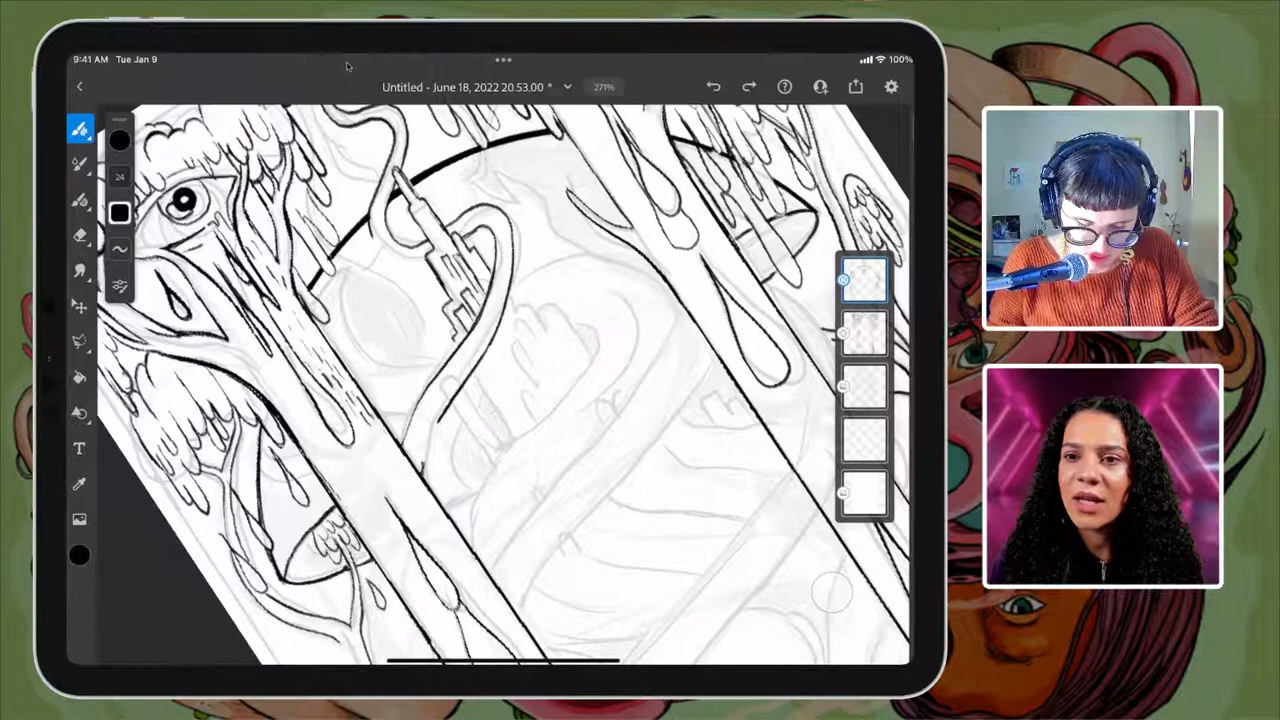 9:41 AM Tue Jan 9
100%
Untitled - June 18, 2022 20.53.00 *
271%
24
T